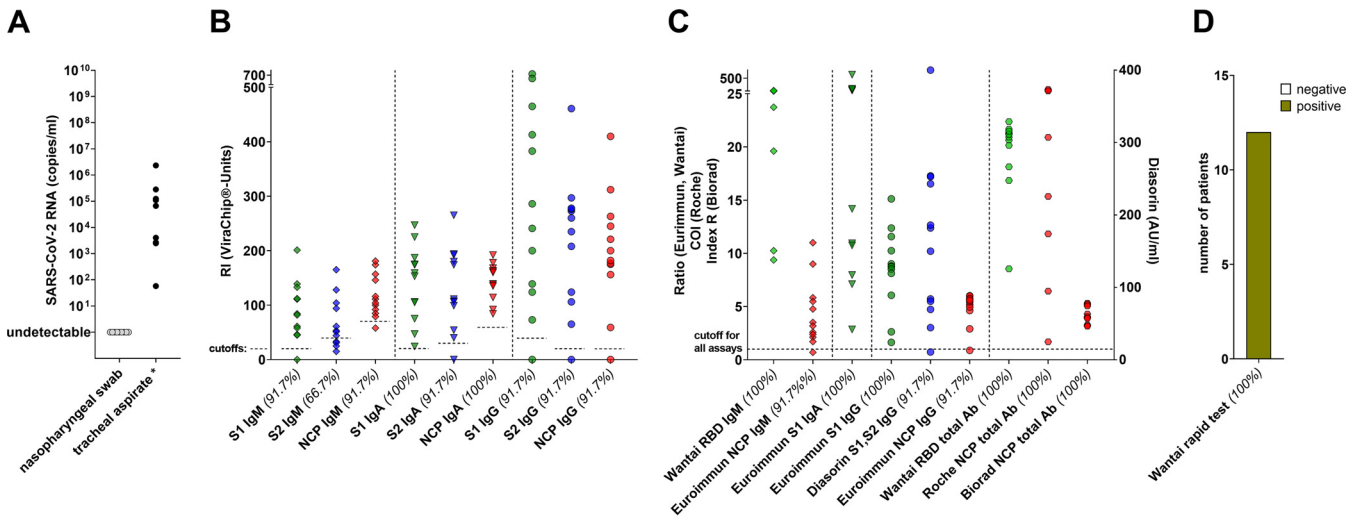 A
SARS-CoV-2 RNA (copies/ml)
10^10
10^9
10^8
10^7
10^6
10^5
10^4
10^3
10^2
10^1
undetectable
nasopharyngeal swab
tracheal aspirate *
B
RI (ViraChip®-Units)
700
500
400
300
200
100
0
cutoffs:
S1 IgM (91.7%)
S2 IgM (66.7%)
NCP IgM (91.7%)
S1 IgA (100%)
S2 IgA (91.7%)
NCP IgA (100%)
S1 IgG (91.7%)
S2 IgG (91.7%)
NCP IgG (91.7%)
C
Ratio (Eurimmun, Wantai)
COI (Roche)
Index R (Biorad)
500
25
20
15
10
5
0
cutoff for
all assays
Diasorin (AU/ml)
400
300
200
100
0
Wantai RBD IgM (100%)
Euroimmun NCP IgM (91.7%%)
Euroimmun S1 IgA (100%)
Euroimmun S1 IgG (100%)
Diasorin S1,S2 IgG (91.7%)
Euroimmun NCP IgG (91.7%)
Wantai RBD total Ab (100%)
Roche NCP total Ab (100%)
Biorad NCP total Ab (100%)
D
number of patients
15
10
5
0
negative
positive
Wantai rapid test (100%)